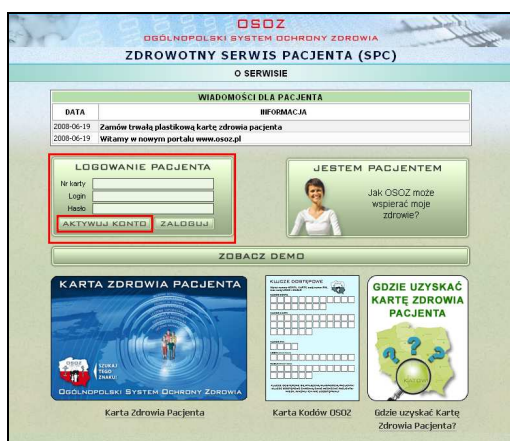 OSOZ
OGÓLNOPOLSKI SYSTEM OCHRONY ZDROWIA
ZDROWOTNY SERWIS PACJENTA (SPC)
O SERWISIE
WIADOMOŚCI DLA PACJENTA
DATA INFORMACJA
2008-06-19 Zamów trwałą plastikową kartę zdrowia pacjenta
2008-06-19 Witamy w nowym portalu www.osoz.pl
LOGOWANIE PACJENTA
Nr karty
Login
Hasło
AKTYWUJ KONTO ZALOGUJ
JESTEM PACJENTEM
Jak OSOZ może
wspierać moje
zdrowie?
ZOBACZ DEMO
KARTA ZDROWIA PACJENTA
OSOZ
SZUKAJ
TEGO
ZNAKU
OGÓLNOPOLSKI SYSTEM OCHRONY ZDROWIA
Karta Zdrowia Pacjenta
KLUCZE DOSTĘPOWE
Karta Kodów OSOZ
GDZIE UZYSKAĆ
KARTĘ ZDROWIA
PACJENTA
? ? ?
Gdzie uzyskać Kartę
Zdrowia Pacjenta?